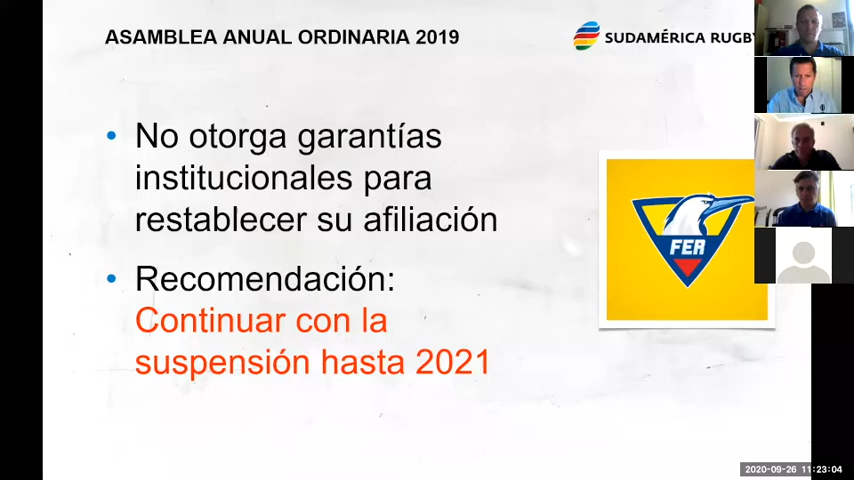 ASAMBLEA ANUAL ORDINARIA 2019
SUDAMÉRICA RUGBY
No otorga garantías
institucionales para
restablecer su afiliación
Recomendación:
Continuar con la
suspensión hasta 2021
FER
2020-09-26 11:23:04